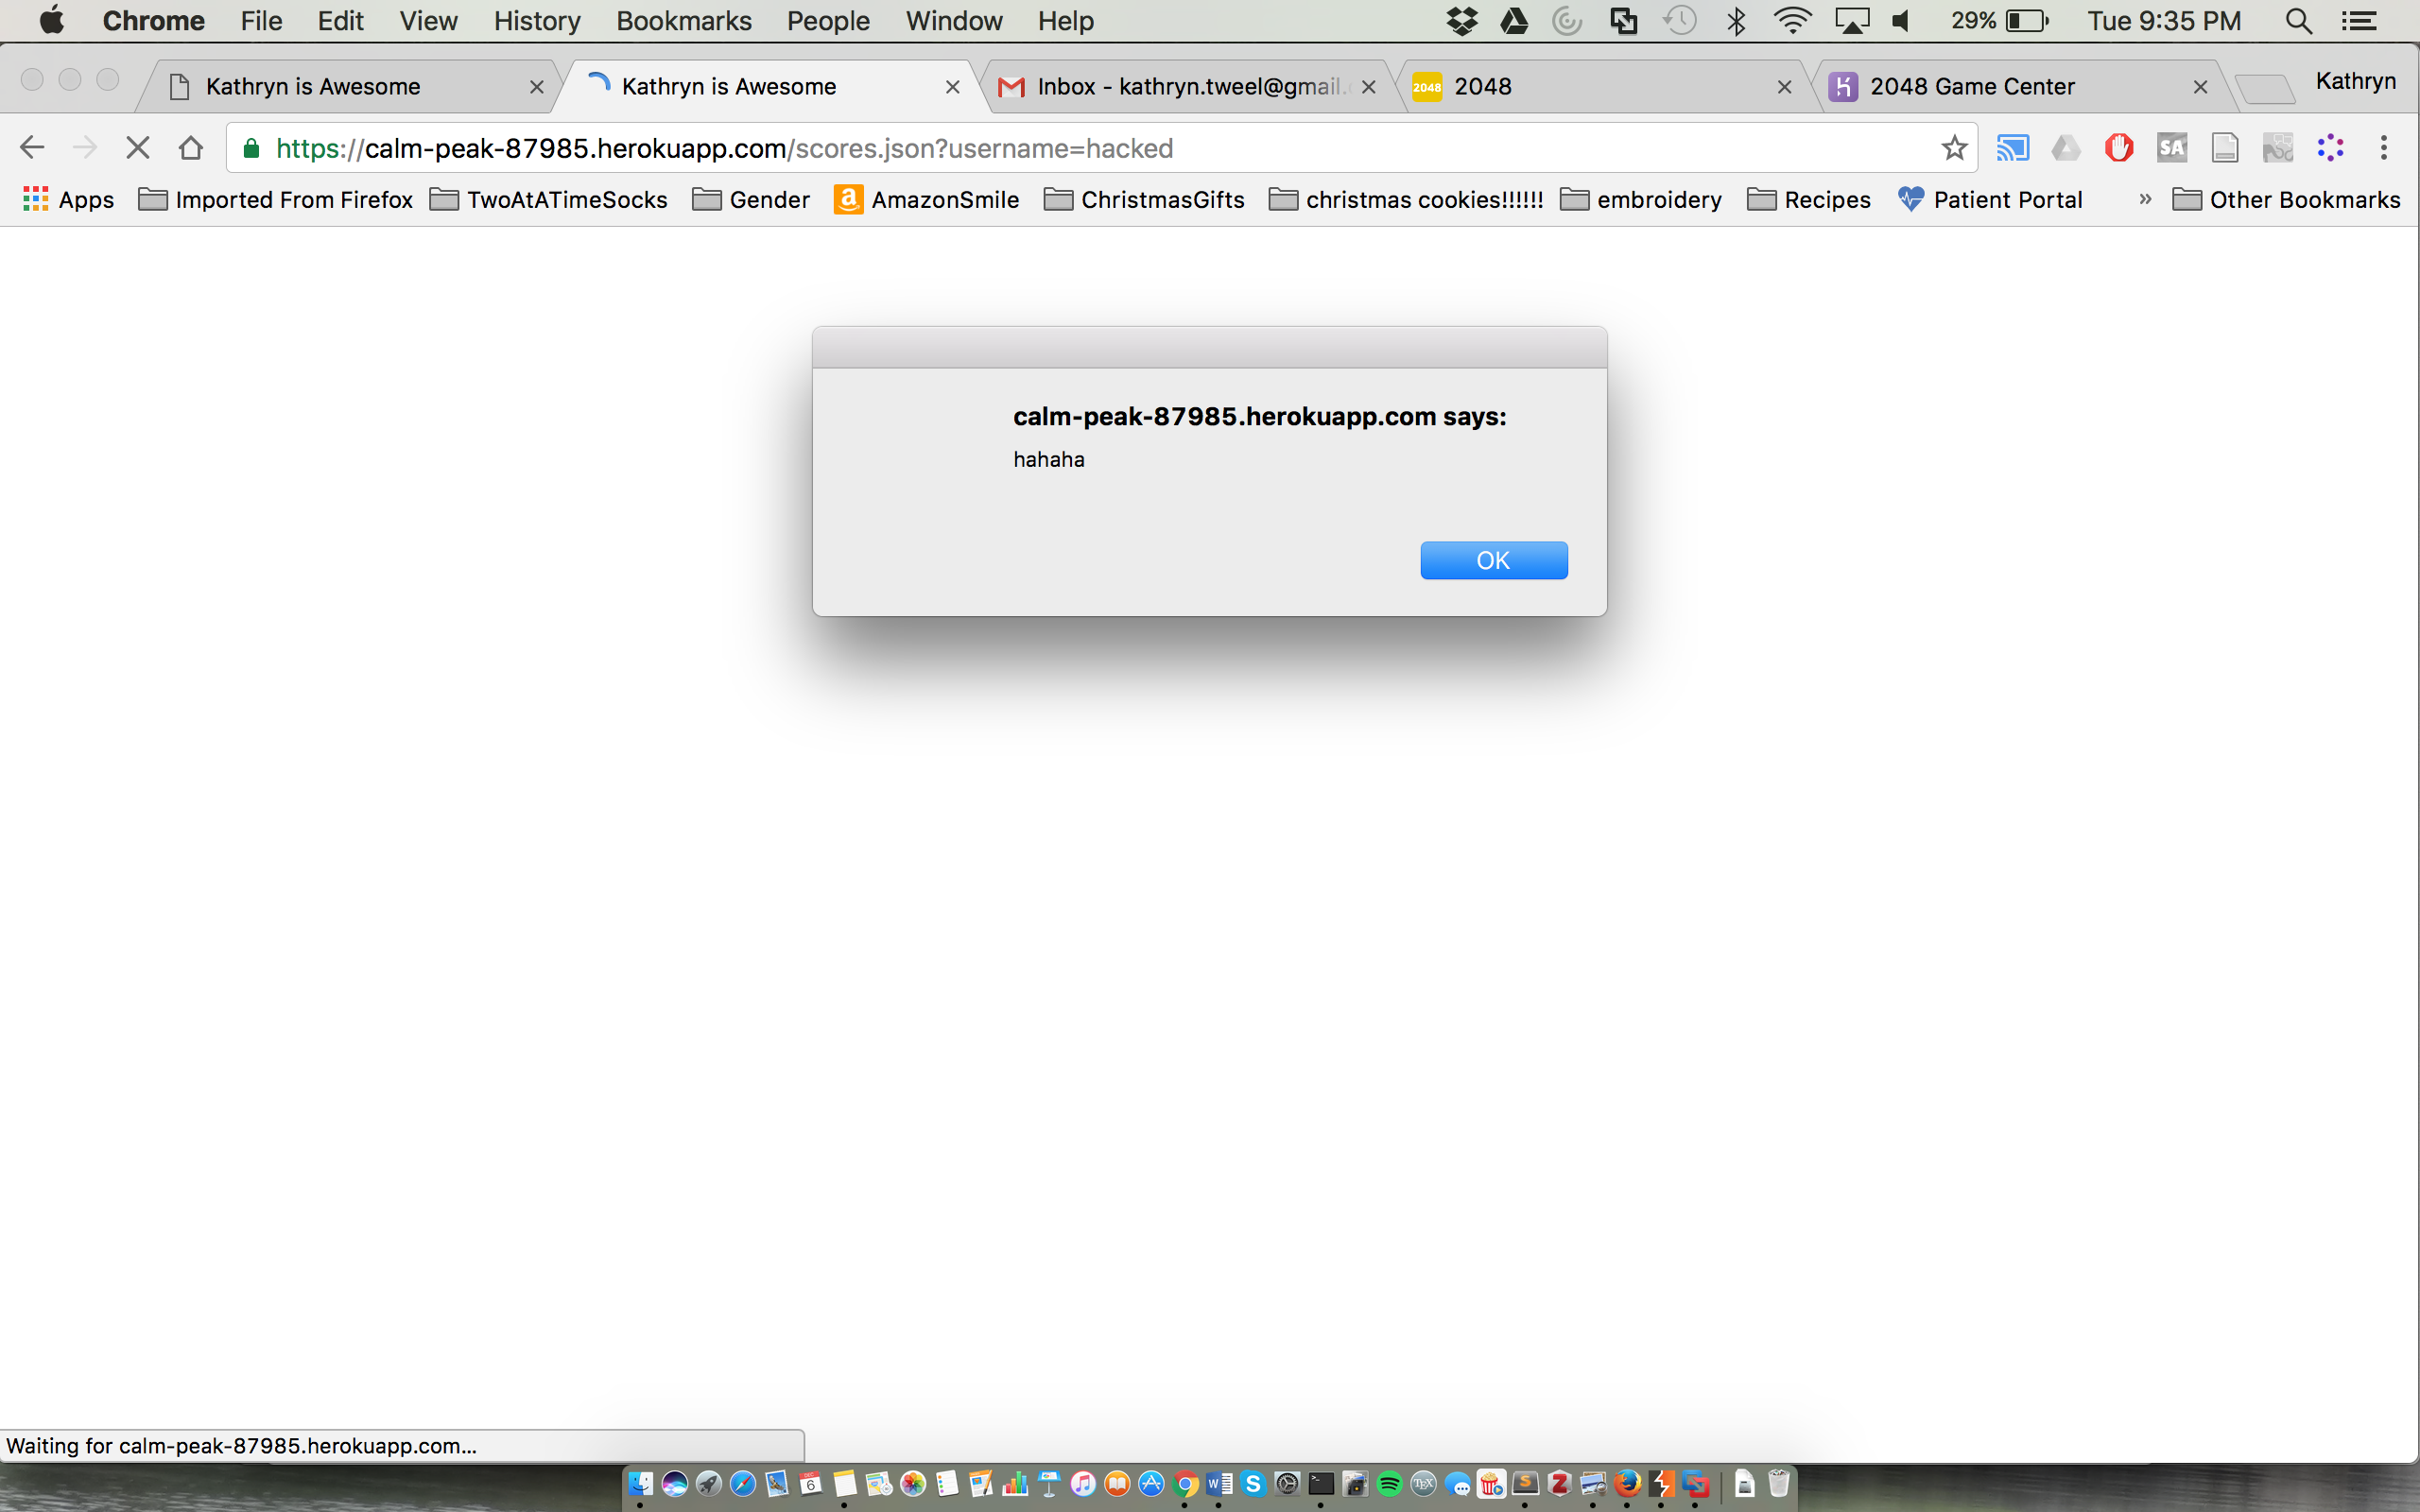 Chrome File Edit View History Bookmarks People Window Help 29% Tue 9:35 PM
Kathryn is Awesome Kathryn is Awesome Inbox - kathryn.tweel@gmail. 2048 2048 2048 Game Center Kathryn
https://calm-peak-87985.herokuapp.com/scores.json?username=hacked SA
Apps Imported From Firefox TwoAtATimeSocks Gender a AmazonSmile ChristmasGifts christmas cookies!!!!!! embroidery Recipes Patient Portal » Other Bookmarks
calm-peak-87985.herokuapp.com says:
hahaha
OK
Waiting for calm-peak-87985.herokuapp.com...
6